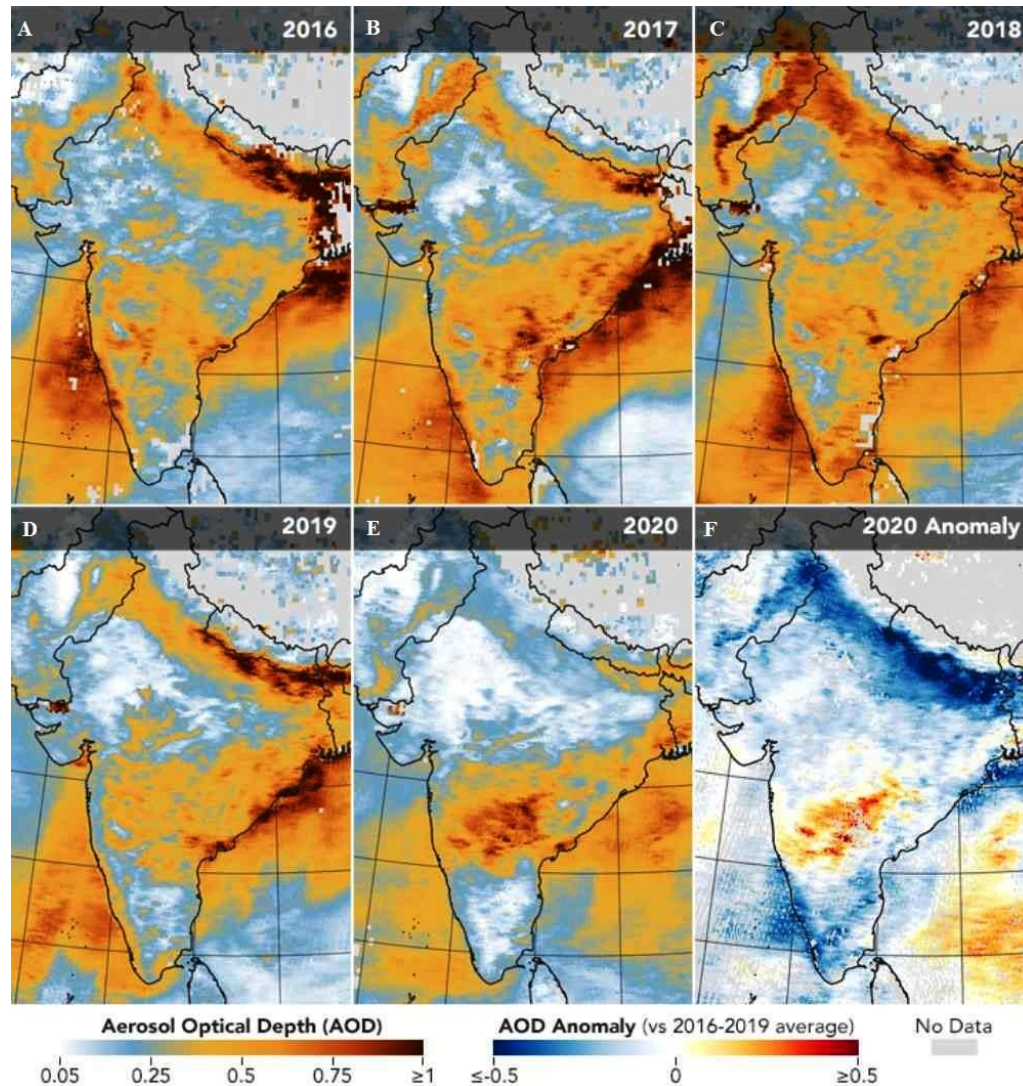 A 2016
B 2017
C 2018
D 2019
E 2020
F 2020 Anomaly
Aerosol Optical Depth (AOD)
0.05 0.25 0.5 0.75 ≥1
AOD Anomaly (vs 2016-2019 average)
≤-0.5 0 ≥0.5
No Data